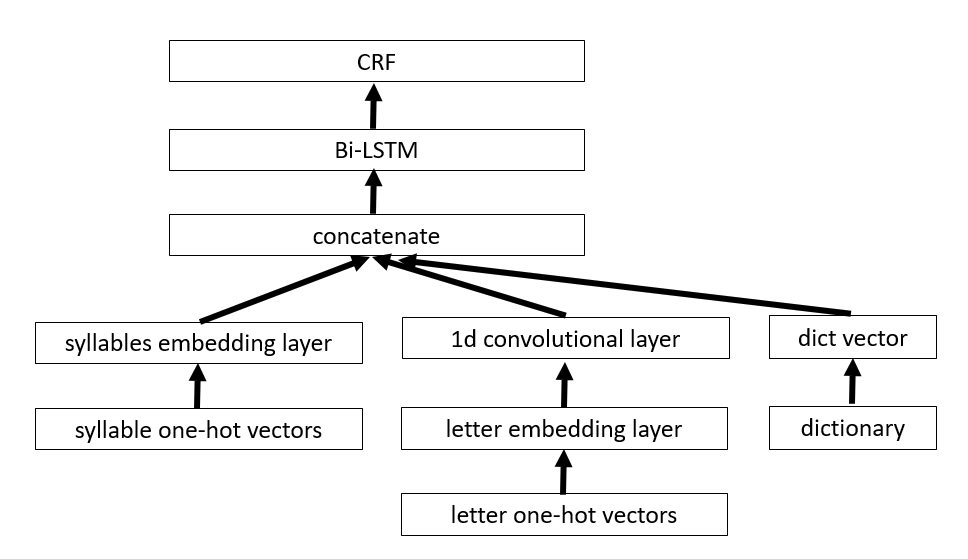 CRF
Bi-LSTM
concatenate
syllables embedding layer
1d convolutional layer
dict vector
syllable one-hot vectors
letter embedding layer
dictionary
letter one-hot vectors